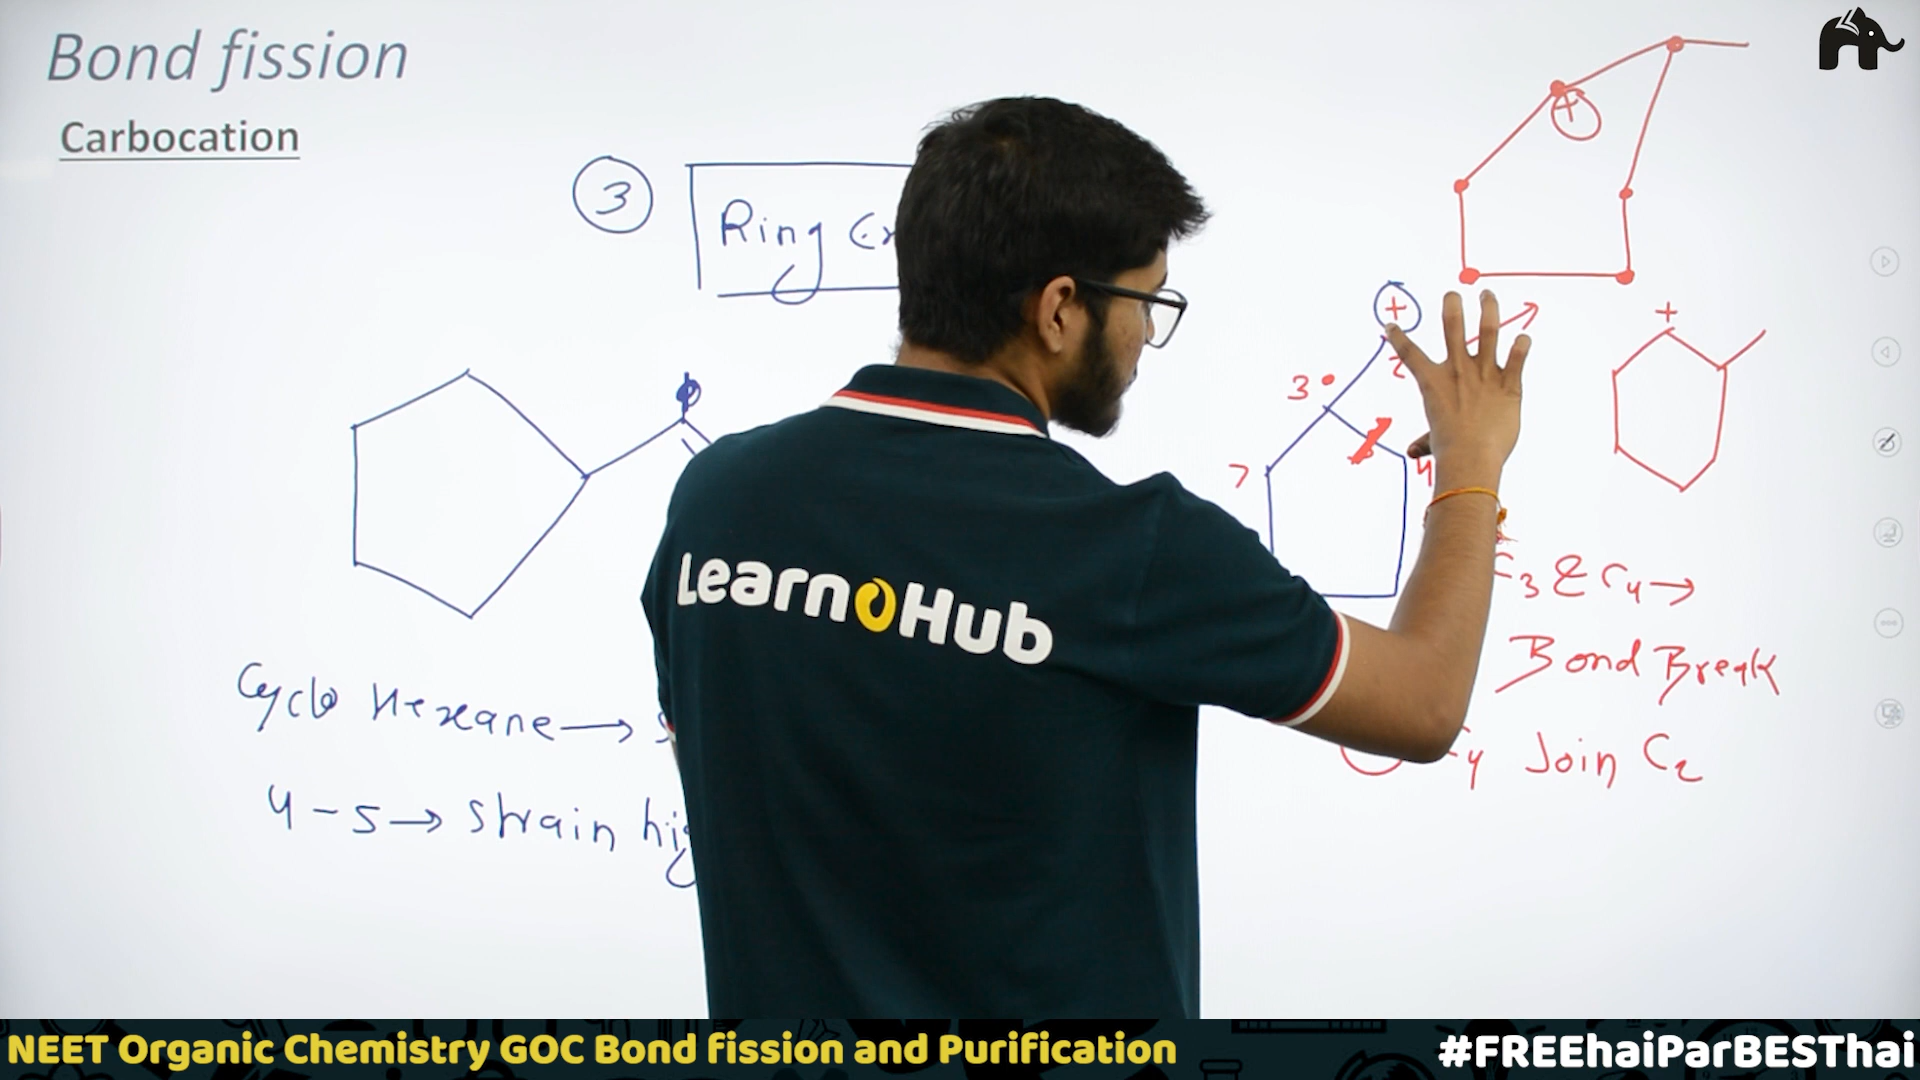 Bond fission
Carbocation
3
Ring
+
+
+
2
3
7
4
LearnoHub
C3 & C4 →
Bond Break
C4 Join C2
Cyclo Hexane →
4 - 5 → Strain
NEET Organic Chemistry GOC Bond fission and Purification
#FREEhaiParBESThai